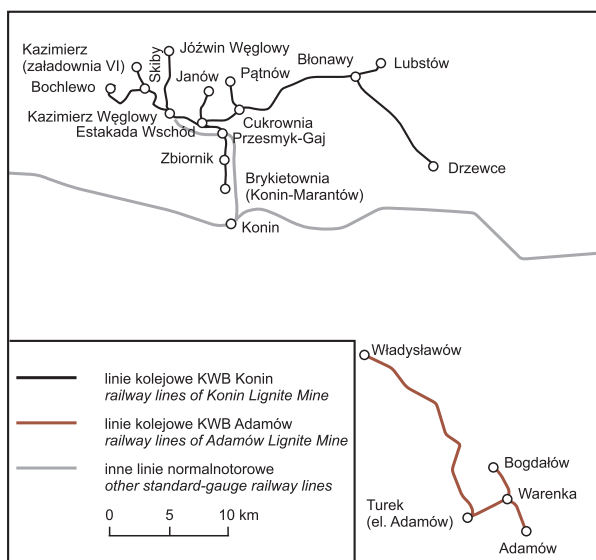 Kazimierz
(załadownia VI)
Skiby
Jóźwin Węglowy
Błonawy
Lubstów
Bochlewo
Janów
Pątnów
Kazimierz Węglowy
Estakada Wschód
Cukrownia
Przesmyk-Gaj
Zbiornik
Drzewce
Brykietownia
(Konin-Marantów)
Konin
linie kolejowe KWB Konin
railway lines of Konin Lignite Mine
linie kolejowe KWB Adamów
railway lines of Adamów Lignite Mine
inne linie normalnotorowe
other standard-gauge railway lines
0 5 10 km
Władysławów
Bogdałów
Warenka
Turek
(el. Adamów)
Adamów